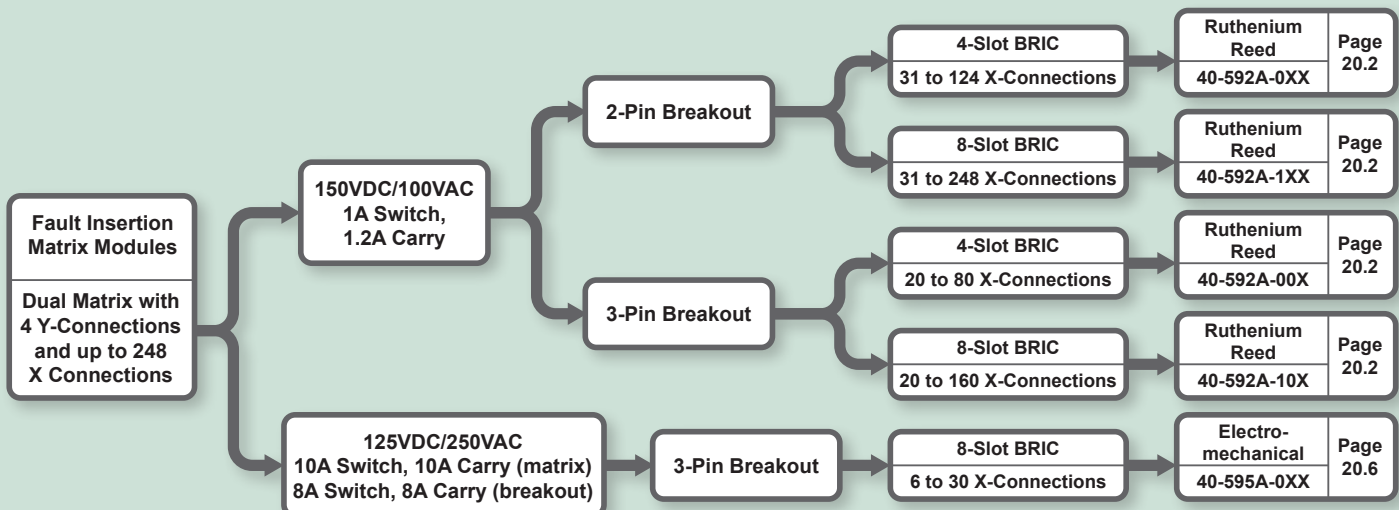 Fault Insertion
Matrix Modules
Dual Matrix with
4 Y-Connections
and up to 248
X Connections
150VDC/100VAC
1A Switch,
1.2A Carry
2-Pin Breakout
4-Slot BRIC
31 to 124 X-Connections
Ruthenium
Reed
40-592A-0XX
Page
20.2
8-Slot BRIC
31 to 248 X-Connections
Ruthenium
Reed
40-592A-1XX
Page
20.2
3-Pin Breakout
4-Slot BRIC
20 to 80 X-Connections
Ruthenium
Reed
40-592A-00X
Page
20.2
8-Slot BRIC
20 to 160 X-Connections
Ruthenium
Reed
40-592A-10X
Page
20.2
125VDC/250VAC
10A Switch, 10A Carry (matrix)
8A Switch, 8A Carry (breakout)
3-Pin Breakout
8-Slot BRIC
6 to 30 X-Connections
Electro-
mechanical
40-595A-0XX
Page
20.6